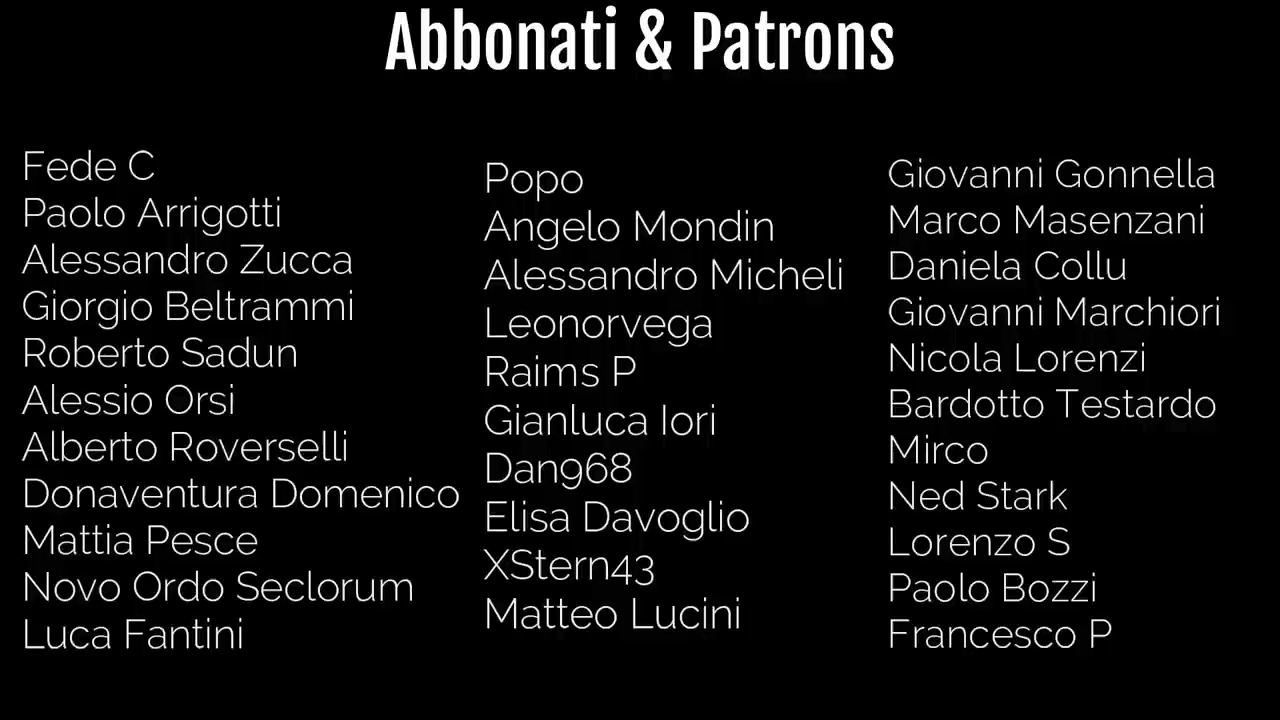 Abbonati & Patrons
Fede C
Paolo Arrigotti
Alessandro Zucca
Giorgio Beltrammi
Roberto Sadun
Alessio Orsi
Alberto Roverselli
Donaventura Domenico
Mattia Pesce
Novo Ordo Seclorum
Luca Fantini
Popo
Angelo Mondin
Alessandro Micheli
Leonorvega
Raims P
Gianluca Iori
Dan968
Elisa Davoglio
XStern43
Matteo Lucini
Giovanni Gonnella
Marco Masenzani
Daniela Collu
Giovanni Marchiori
Nicola Lorenzi
Bardotto Testardo
Mirco
Ned Stark
Lorenzo S
Paolo Bozzi
Francesco P